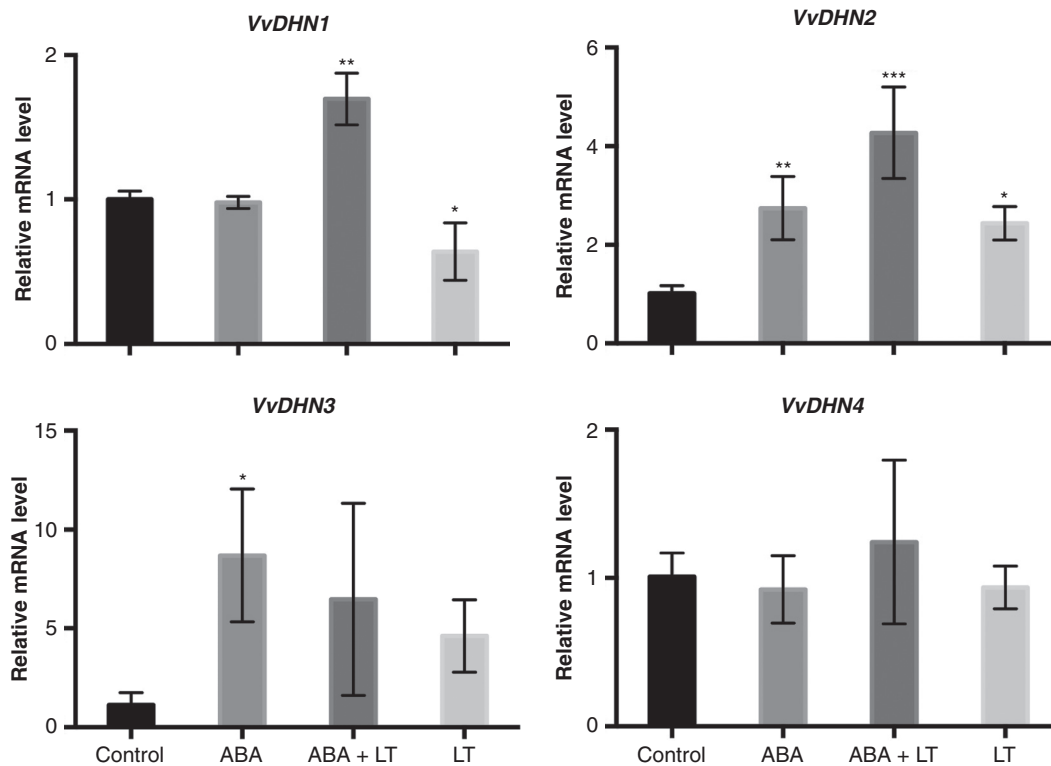 VvDHN1
2
1
0
Relative mRNA level
**
*
VvDHN2
6
4
2
0
Relative mRNA level
**
***
*
VvDHN3
15
10
5
0
Relative mRNA level
*
Control ABA ABA + LT LT
VvDHN4
2
1
0
Relative mRNA level
Control ABA ABA + LT LT